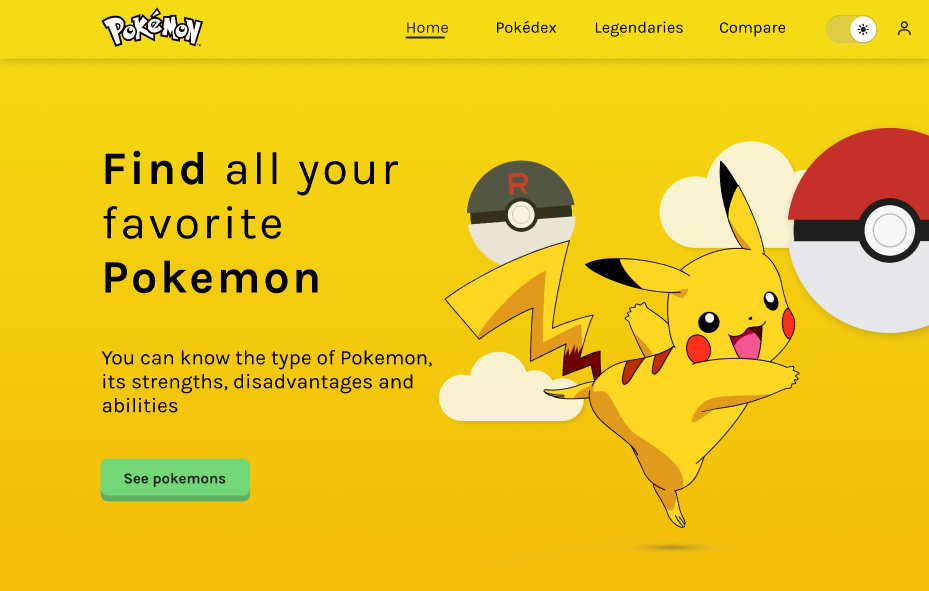 POKéMON
Home
Pokédex
Legendaries
Compare
Find all your
favorite
Pokemon
R
You can know the type of Pokemon,
its strengths, disadvantages and
abilities
See pokemons